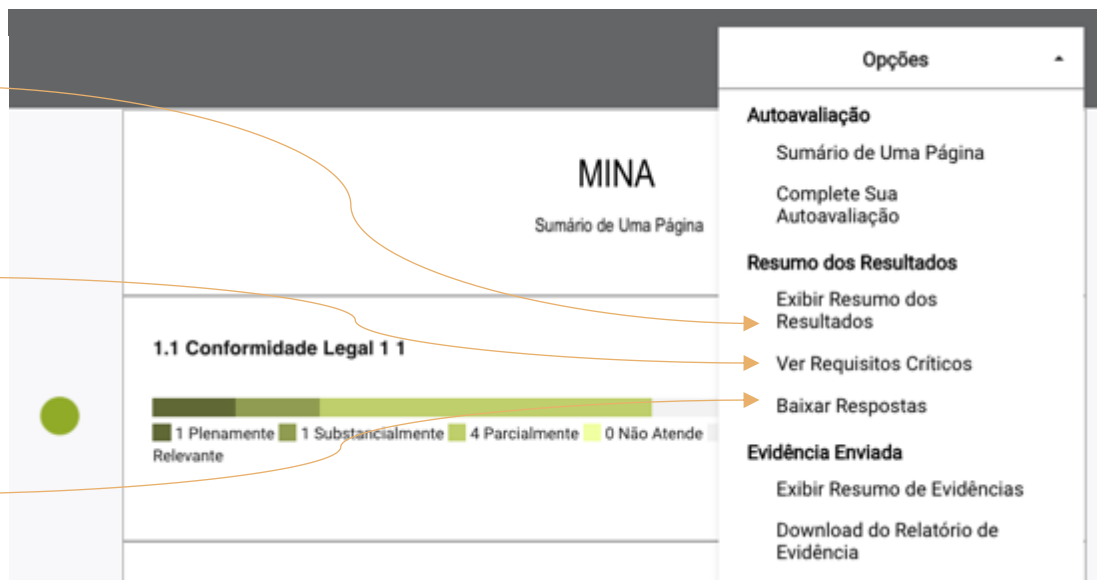 Opções
Autoavaliação
Sumário de Uma Página
Complete Sua
Autoavaliação
Resumo dos Resultados
Exibir Resumo dos
Resultados
Ver Requisitos Críticos
Baixar Respostas
Evidência Enviada
Exibir Resumo de Evidências
Download do Relatório de
Evidência
MINA
Sumário de Uma Página
1.1 Conformidade Legal 1 1
1 Plenamente 1 Substancialmente 4 Parcialmente 0 Não Atende
Relevante